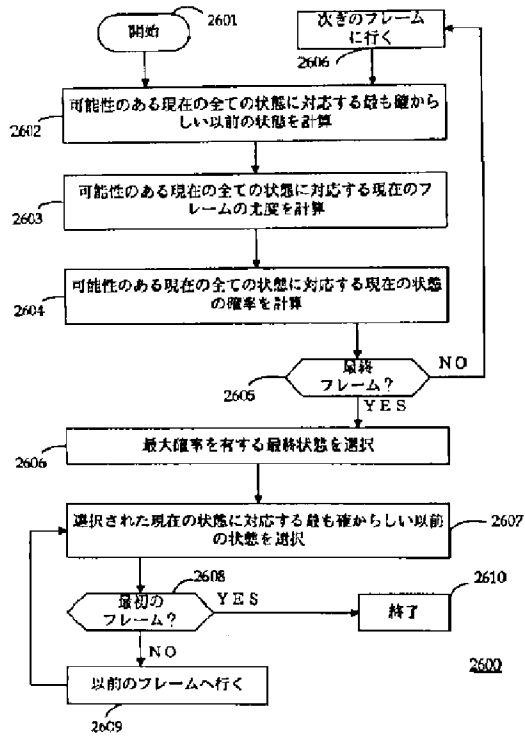 開始
2601
次ぎのフレーム
に行く
2606
可能性のある現在の全ての状態に対応する最も確から
しい以前の状態を計算
2602
可能性のある現在の全ての状態に対応する現在のフ
レームの尤度を計算
2603
可能性のある現在の全ての状態に対応する現在の状態
の確率を計算
2604
最終
フレーム?
NO
2605
YES
最大確率を有する最終状態を選択
2606
選択された現在の状態に対応する最も確からしい以前
の状態を選択
2607
2608
最初の
フレーム?
YES
2610
終了
NO
以前のフレームへ行く
2600
2609